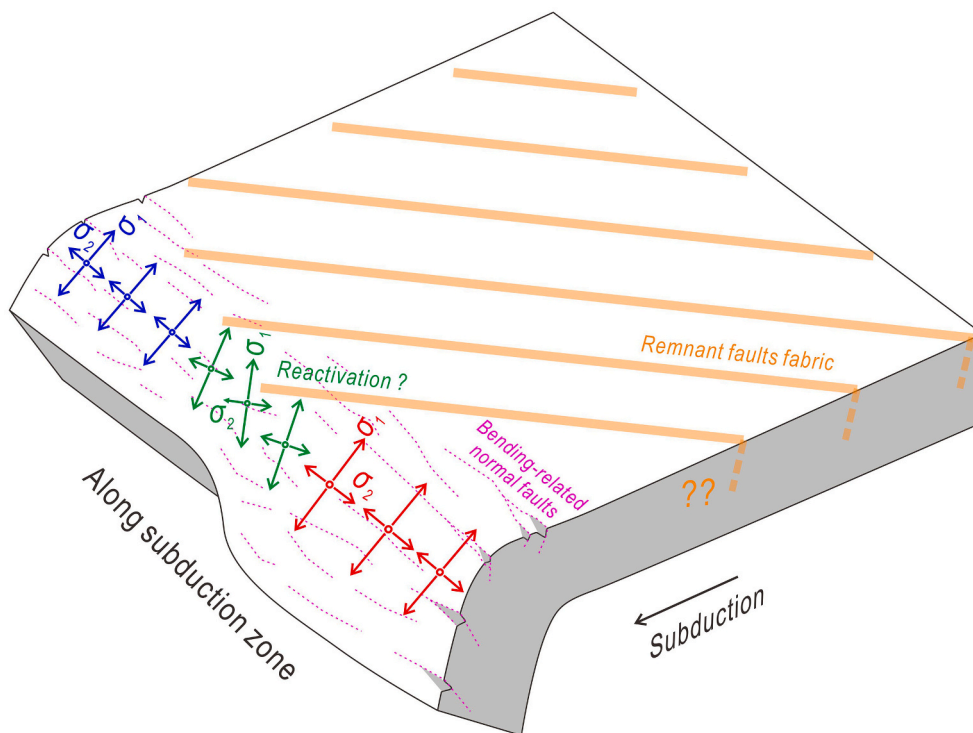 σ₂
σ₁
σ₁
Reactivation ?
σ₂
Remnant faults fabric
σ₁
σ₂
Bending-related
normal faults
??
Along subduction zone
Subduction